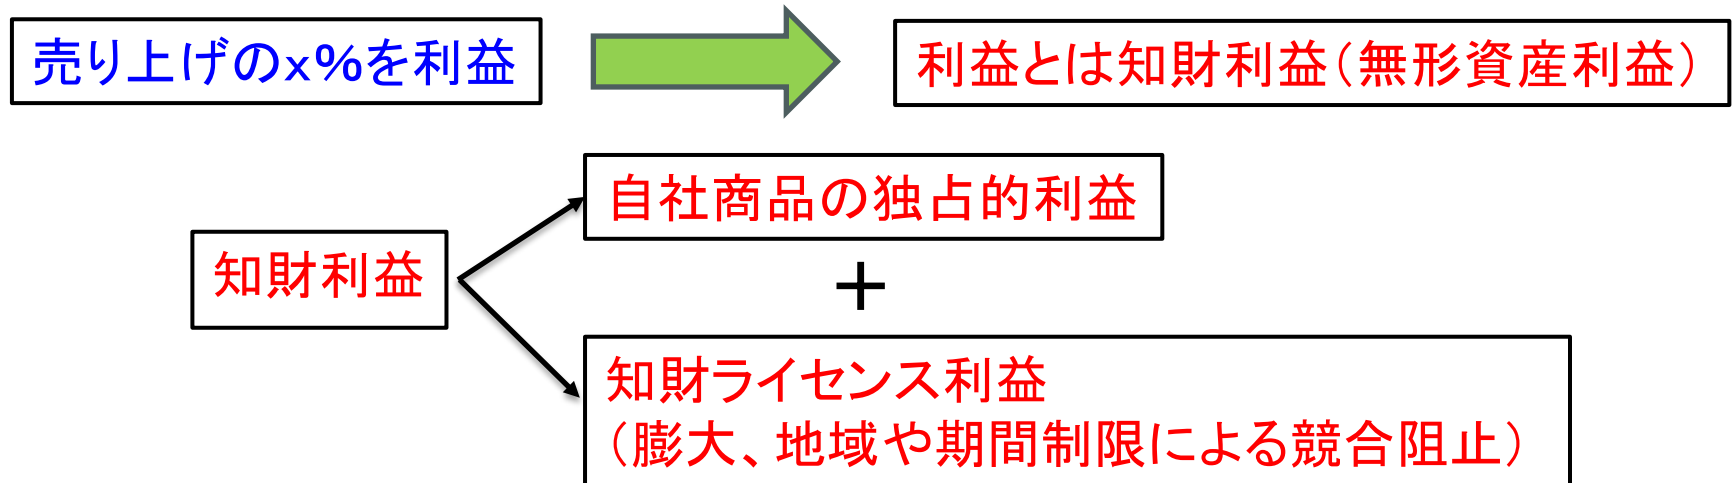 売り上げのx%を利益
利益とは知財利益(無形資産利益)
自社商品の独占的利益
知財利益
+
知財ライセンス利益
(膨大、地域や期間制限による競合阻止)